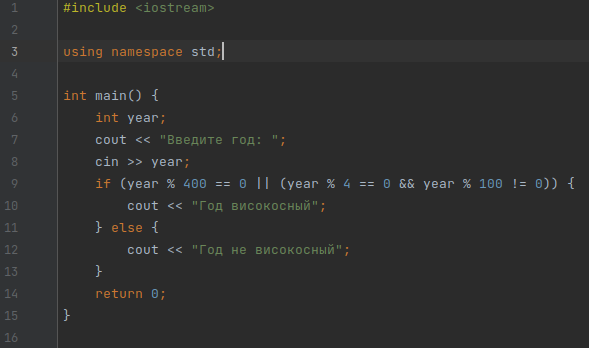 1 #include <iostream>
2
3 using namespace std;
4
5 int main() {
6     int year;
7     cout << "Введите год: ";
8     cin >> year;
9     if (year % 400 == 0 || (year % 4 == 0 && year % 100 != 0)) {
10         cout << "Год високосный";
11     } else {
12         cout << "Год не високосный";
13     }
14     return 0;
15 }
16